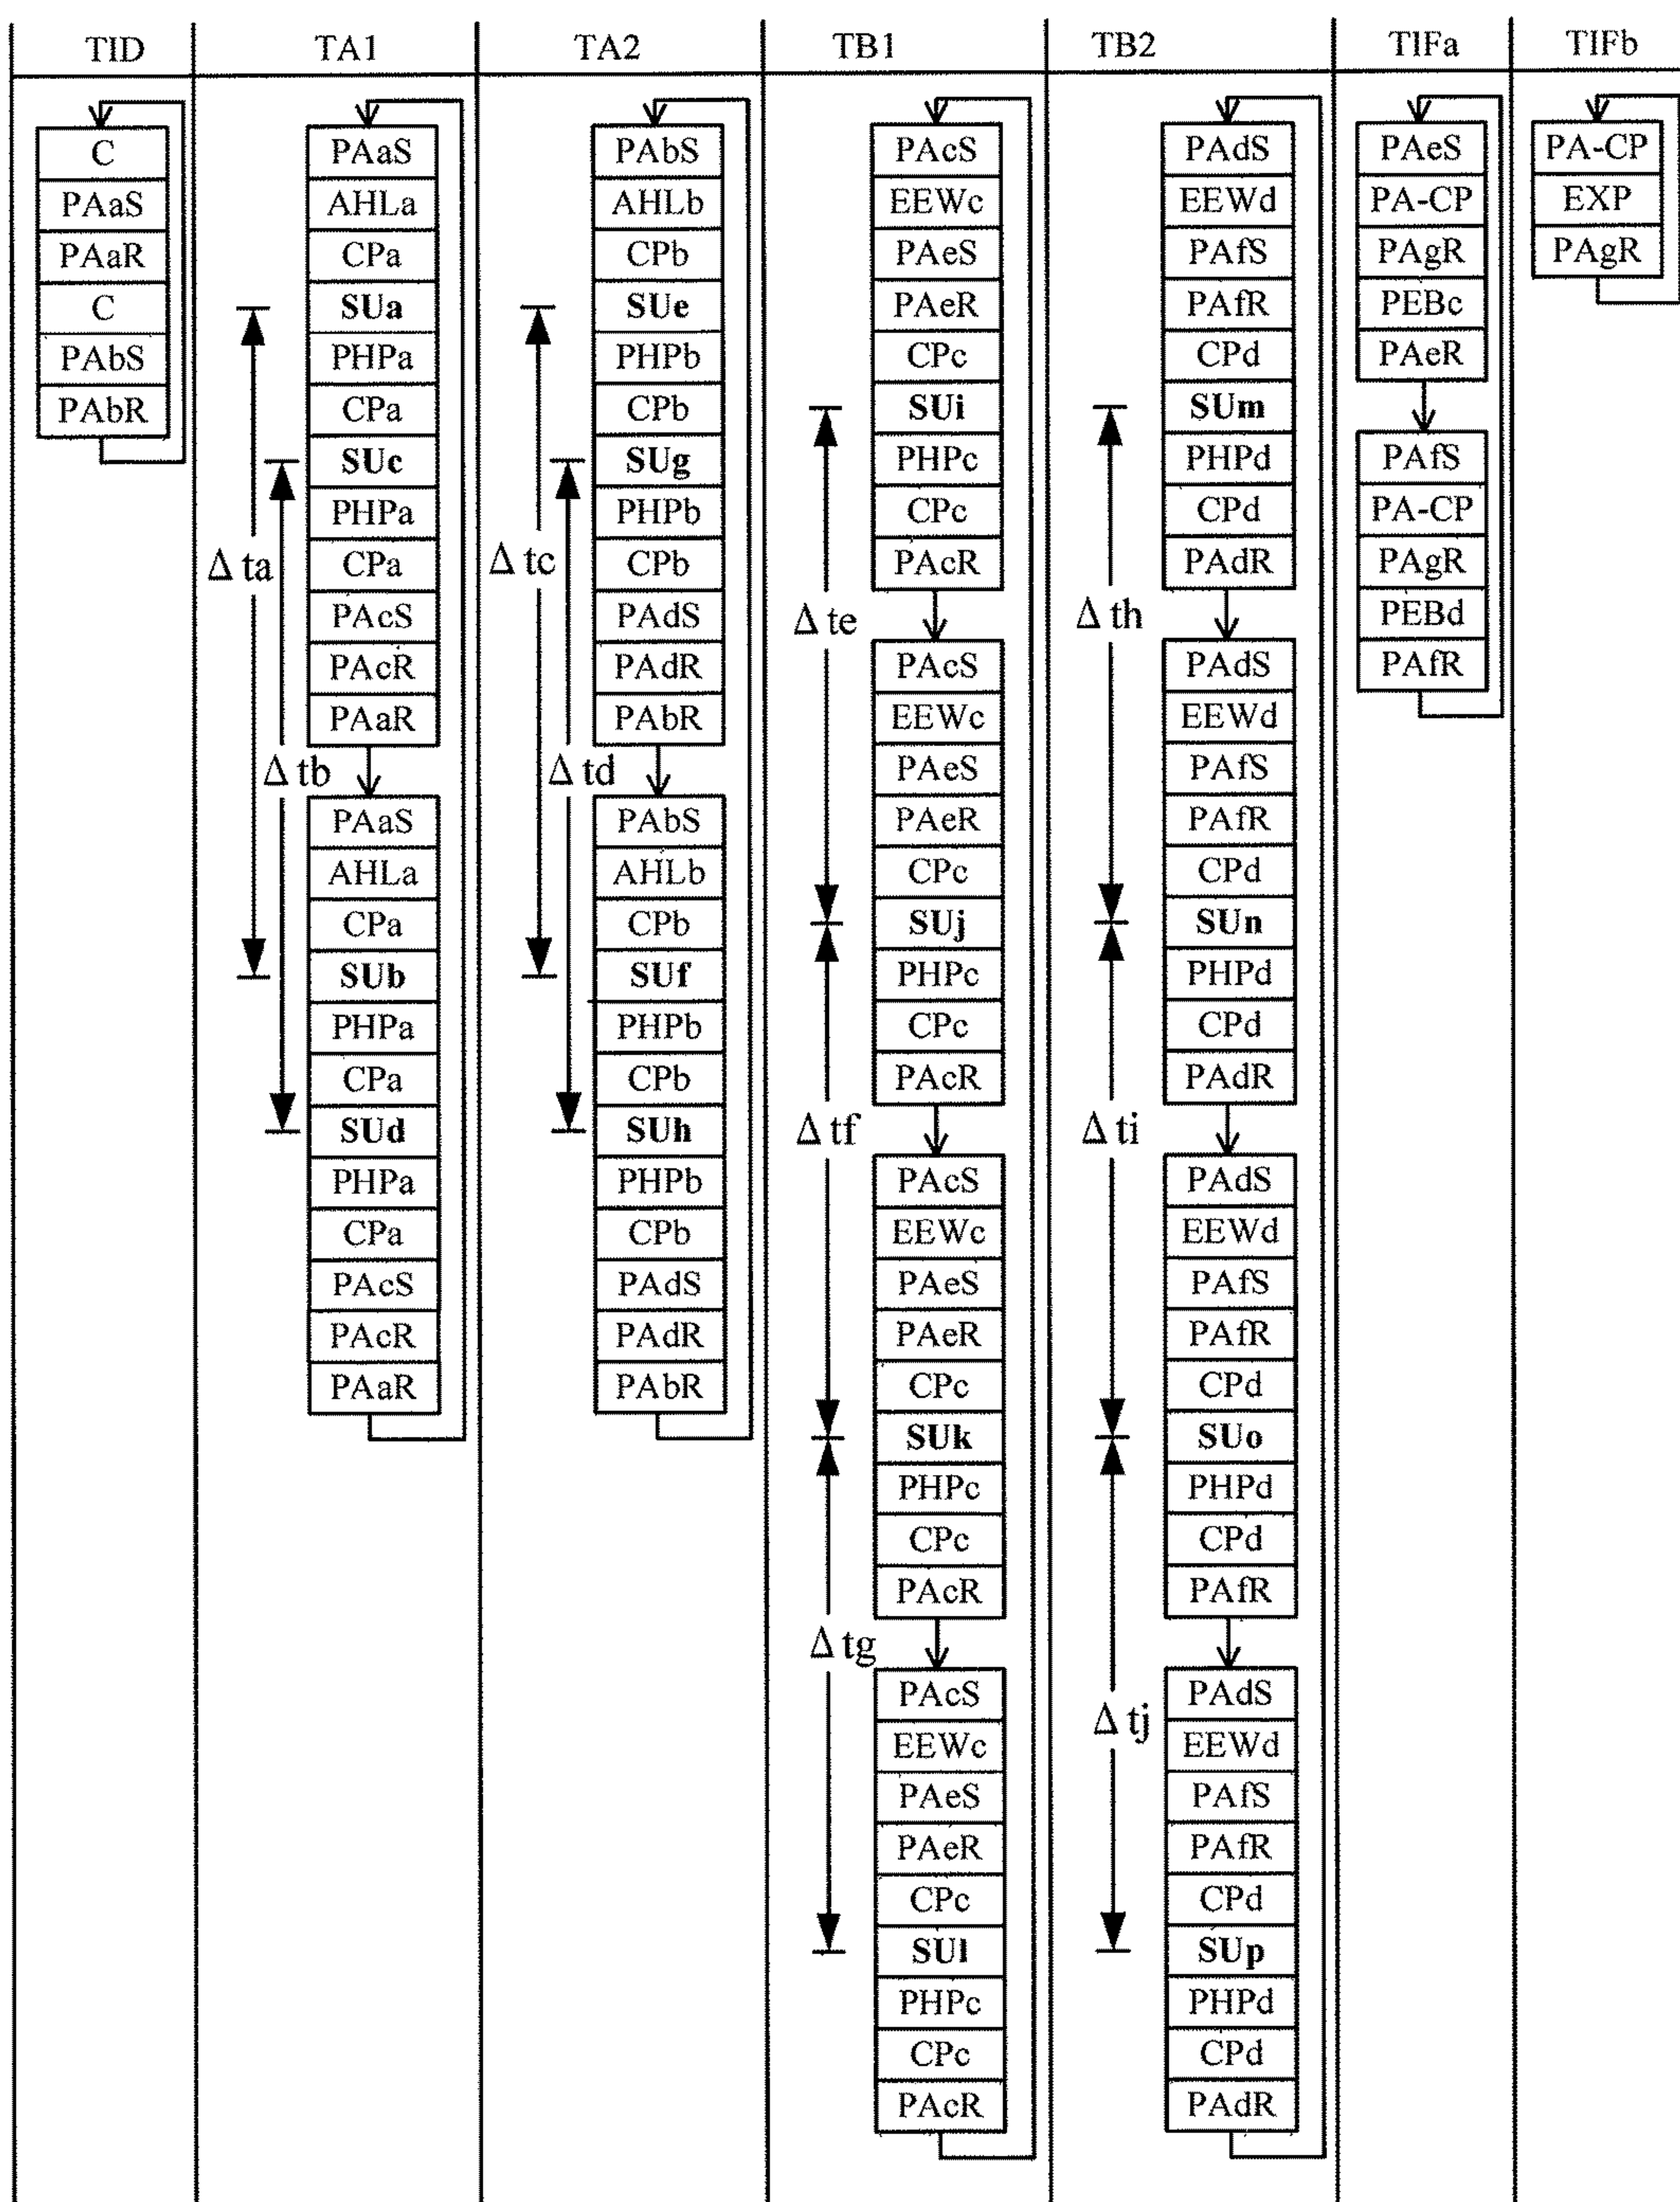 TID
C
PAaS
PAaR
C
PAbS
PAbR
TA1
PAaS
AHLa
CPa
SUa
PHPa
CPa
SUc
PHPa
CPa
PAcS
PAcR
PAaR
PAaS
AHLa
CPa
SUb
PHPa
CPa
SUd
PHPa
CPa
PAcS
PAcR
PAaR
Δ ta
Δ tb
TA2
PAbS
AHLb
CPb
SUe
PHPb
CPb
SUg
PHPb
CPb
PAdS
PAdR
PAbR
PAbS
AHLb
CPb
SUf
PHPb
CPb
SUh
PHPb
CPb
PAdS
PAdR
PAbR
Δ tc
Δ td
TB1
PAcS
EEWc
PAeS
PAeR
CPc
SUi
PHPc
CPc
PAcR
PAcS
EEWc
PAeS
PAeR
CPc
SUj
PHPc
CPc
PAcR
PAcS
EEWc
PAeS
PAeR
CPc
SUk
PHPc
CPc
PAcR
PAcS
EEWc
PAeS
PAeR
CPc
SUl
PHPc
CPc
PAcR
Δ te
Δ tf
Δ tg
TB2
PAdS
EEWd
PAfS
PAfR
CPd
SUm
PHPd
CPd
PAdR
PAdS
EEWd
PAfS
PAfR
CPd
SUn
PHPd
CPd
PAdR
PAdS
EEWd
PAfS
PAfR
CPd
SUo
PHPd
CPd
PAfR
PAdS
EEWd
PAfS
PAfR
CPd
SUp
PHPd
CPd
PAdR
Δ th
Δ ti
Δ tj
TIFa
PAeS
PA-CP
PAgR
PEBc
PAeR
PAfS
PA-CP
PAgR
PEBd
PAfR
TIFb
PA-CP
EXP
PAgR